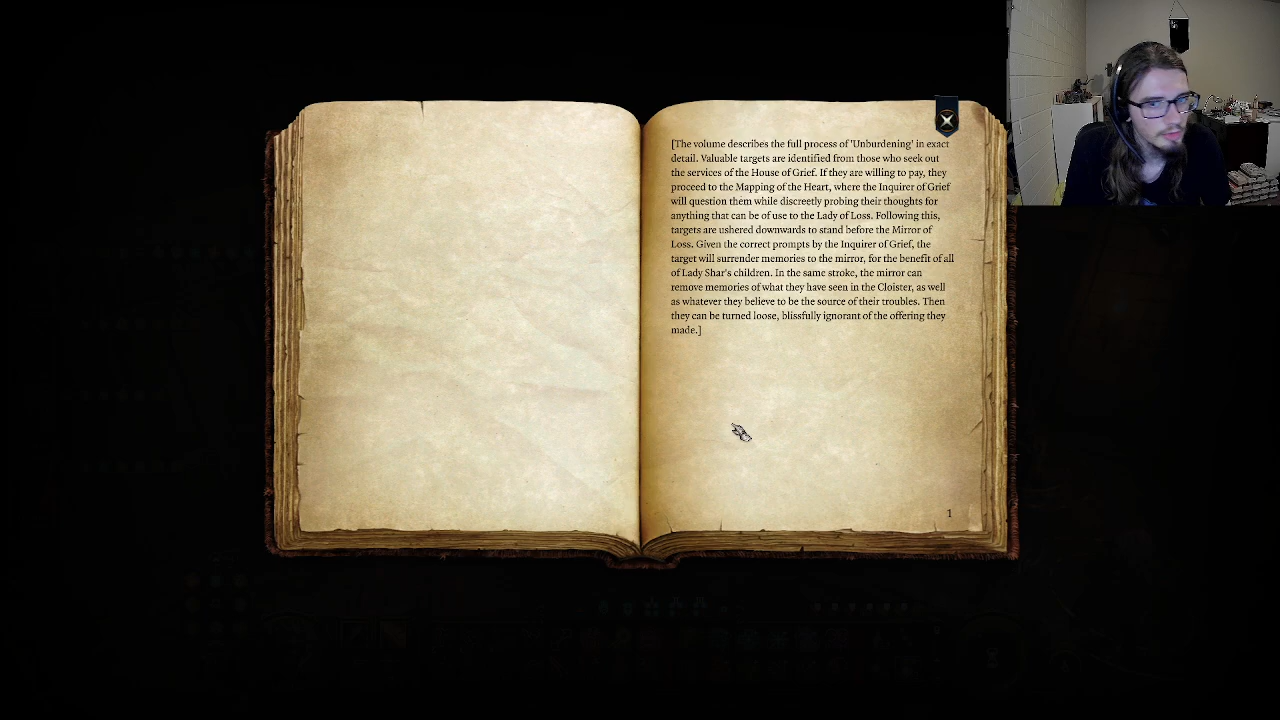 [The volume describes the full process of 'Unburdening' in exact
detail. Valuable targets are identified from those who seek out
the services of the House of Grief. If they are willing to pay, they
proceed to the Mapping of the Heart, where the Inquirer of Grief
will question them while discreetly probing their thoughts for
anything that can be of use to the Lady of Loss. Following this,
targets are ushered downwards to stand before the Mirror of
Loss. Given the correct prompts by the Inquirer of Grief, the
target will surrender memories to the mirror, for the benefit of all
of Lady Shar's children. In the same stroke, the mirror can
remove memories of what they have seen in the Cloister, as well
as whatever they believe to be the source of their troubles. Then
they can be turned loose, blissfully ignorant of the offering they
made.]
1